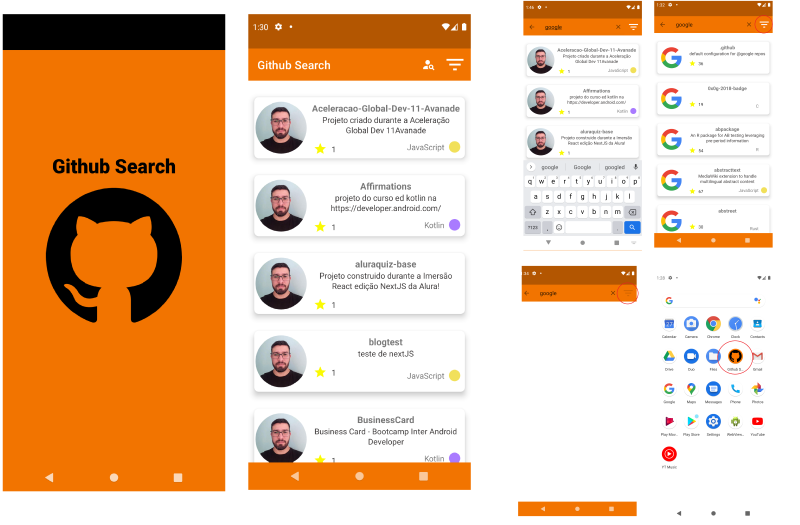 Github Search
1:30
Github Search
Aceleracao-Global-Dev-11-Avanade
Projeto criado durante a Aceleração
Global Dev 11Avanade
1
JavaScript
Affirmations
projeto do curso ed kotlin na
https://developer.android.com/
1
Kotlin
aluraquiz-base
Projeto construido durante a Imersão
React edição NextJS da Alura!
1
blogtest
teste de nextJS
1
JavaScript
BusinessCard
Business Card - Bootcamp Inter Android
Developer
1
Kotlin
google
Aceleracao-Global-Dev-11-Avanade
Projeto criado durante a Aceleração
Global Dev 11Avanade
1
JavaScript
Affirmations
projeto do curso ed kotlin na
https://developer.android.com/
1
Kotlin
aluraquiz-base
Projeto construido durante a Imersão
React edição NextJS da Alura!
1
google Google googled
q w e r t y u i o p
a s d f g h j k l
z x c v b n m
?123 , .
1:32
google
.github
default configuration for @google repos
36
0x0g-2018-badge
19
C
abpackage
An R package for AB testing leveraging
pre-period information
54
R
abstracttext
MediaWiki extension to handle
multilingual abstract content
67
JavaScript
abstreet
30
Rust
google
Calendar Camera Chrome Clock Contacts
Drive Duo Files Github S... Gmail
Google Maps Messages Phone Photos
Play Mov... Play Store Settings WebView... YouTube
YT Music